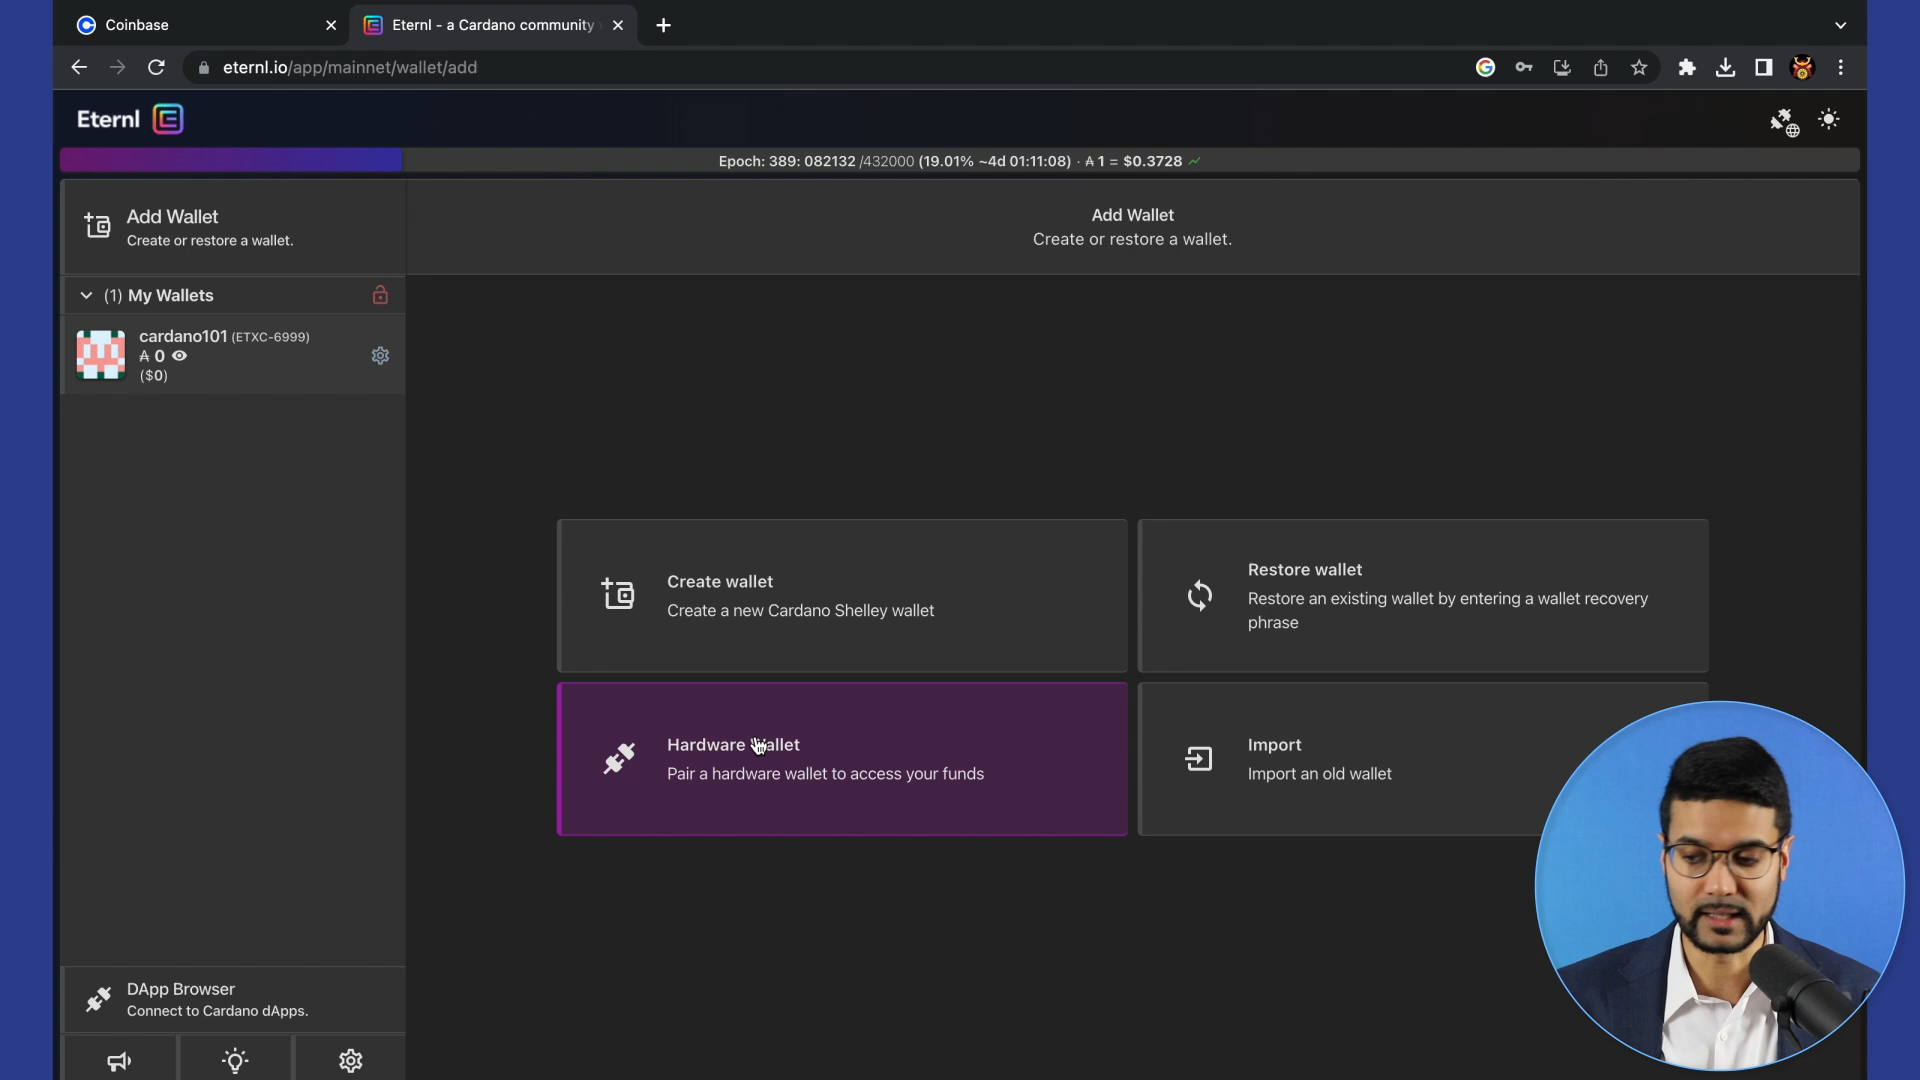 Coinbase
Eternl - a Cardano community
eternl.io/app/mainnet/wallet/add
Eternl
Epoch: 389: 082132 /432000 (19.01% ~4d 01:11:08) · ₳ 1 = $0.3728
Add Wallet
Create or restore a wallet.
Add Wallet
Create or restore a wallet.
(1) My Wallets
cardano101 (ETXC-6999)
₳ 0
($0)
Create wallet
Create a new Cardano Shelley wallet
Restore wallet
Restore an existing wallet by entering a wallet recovery
phrase
Hardware Wallet
Pair a hardware wallet to access your funds
Import
Import an old wallet
DApp Browser
Connect to Cardano dApps.